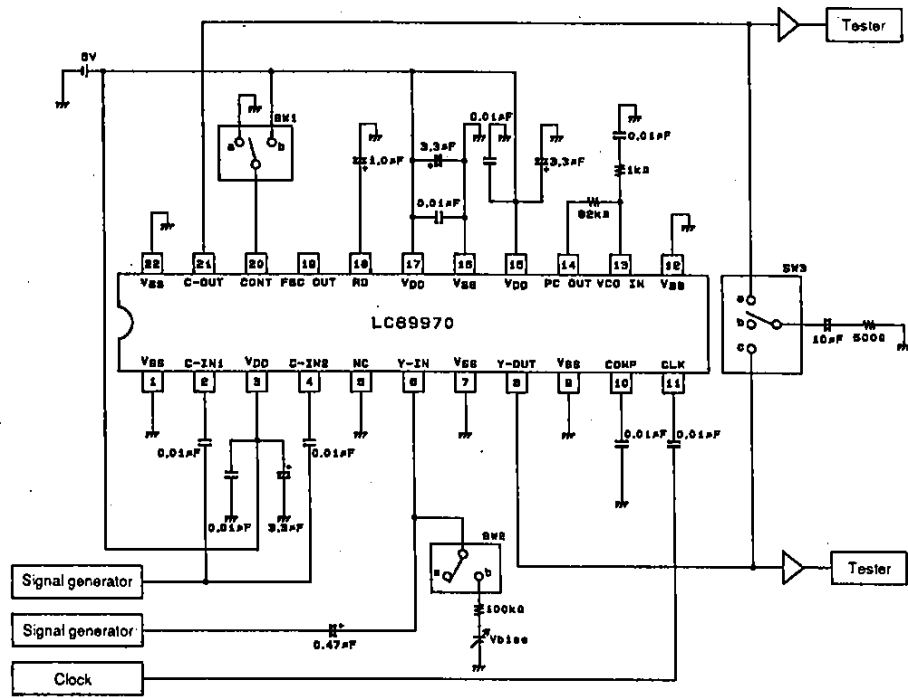 Tester
5V
SW1
a
b
0.01µF
3.3µF
1.0µF
3.3µF
0.01µF
1kΩ
0.01µF
82kΩ
22
21
20
19
18
17
16
15
14
13
12
VSS
C-OUT
CONT
FSC OUT
RD
VDD
VSS
VDD
PC OUT
VCO IN
VSS
SW3
a
b
c
10µF
500Ω
LC89970
VSS
C-IN1
VDD
C-IN2
NC
Y-IN
VSS
Y-OUT
VSS
COMP
CLK
1
2
3
4
5
6
7
8
9
10
11
0.01µF
0.01µF
0.01µF
0.01µF
0.01µF
3.3µF
SW2
a
b
100kΩ
Vbias
Signal generator
Tester
Signal generator
0.47µF
Clock